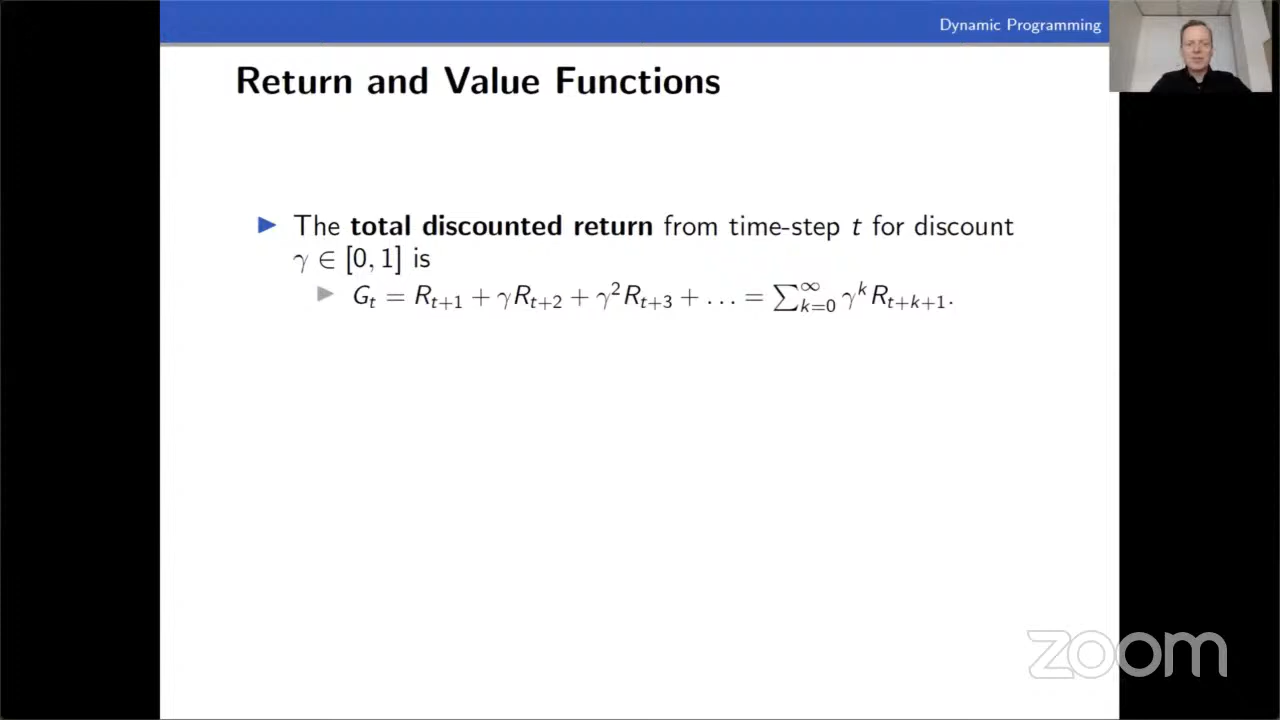 Dynamic Programming
Return and Value Functions
▶ The total discounted return from time-step t for discount
γ ∈ [0, 1] is
▶ G_t = R_{t+1} + γR_{t+2} + γ²R_{t+3} + … = ∑_{k=0}^{∞} γ^k R_{t+k+1}.
zoom